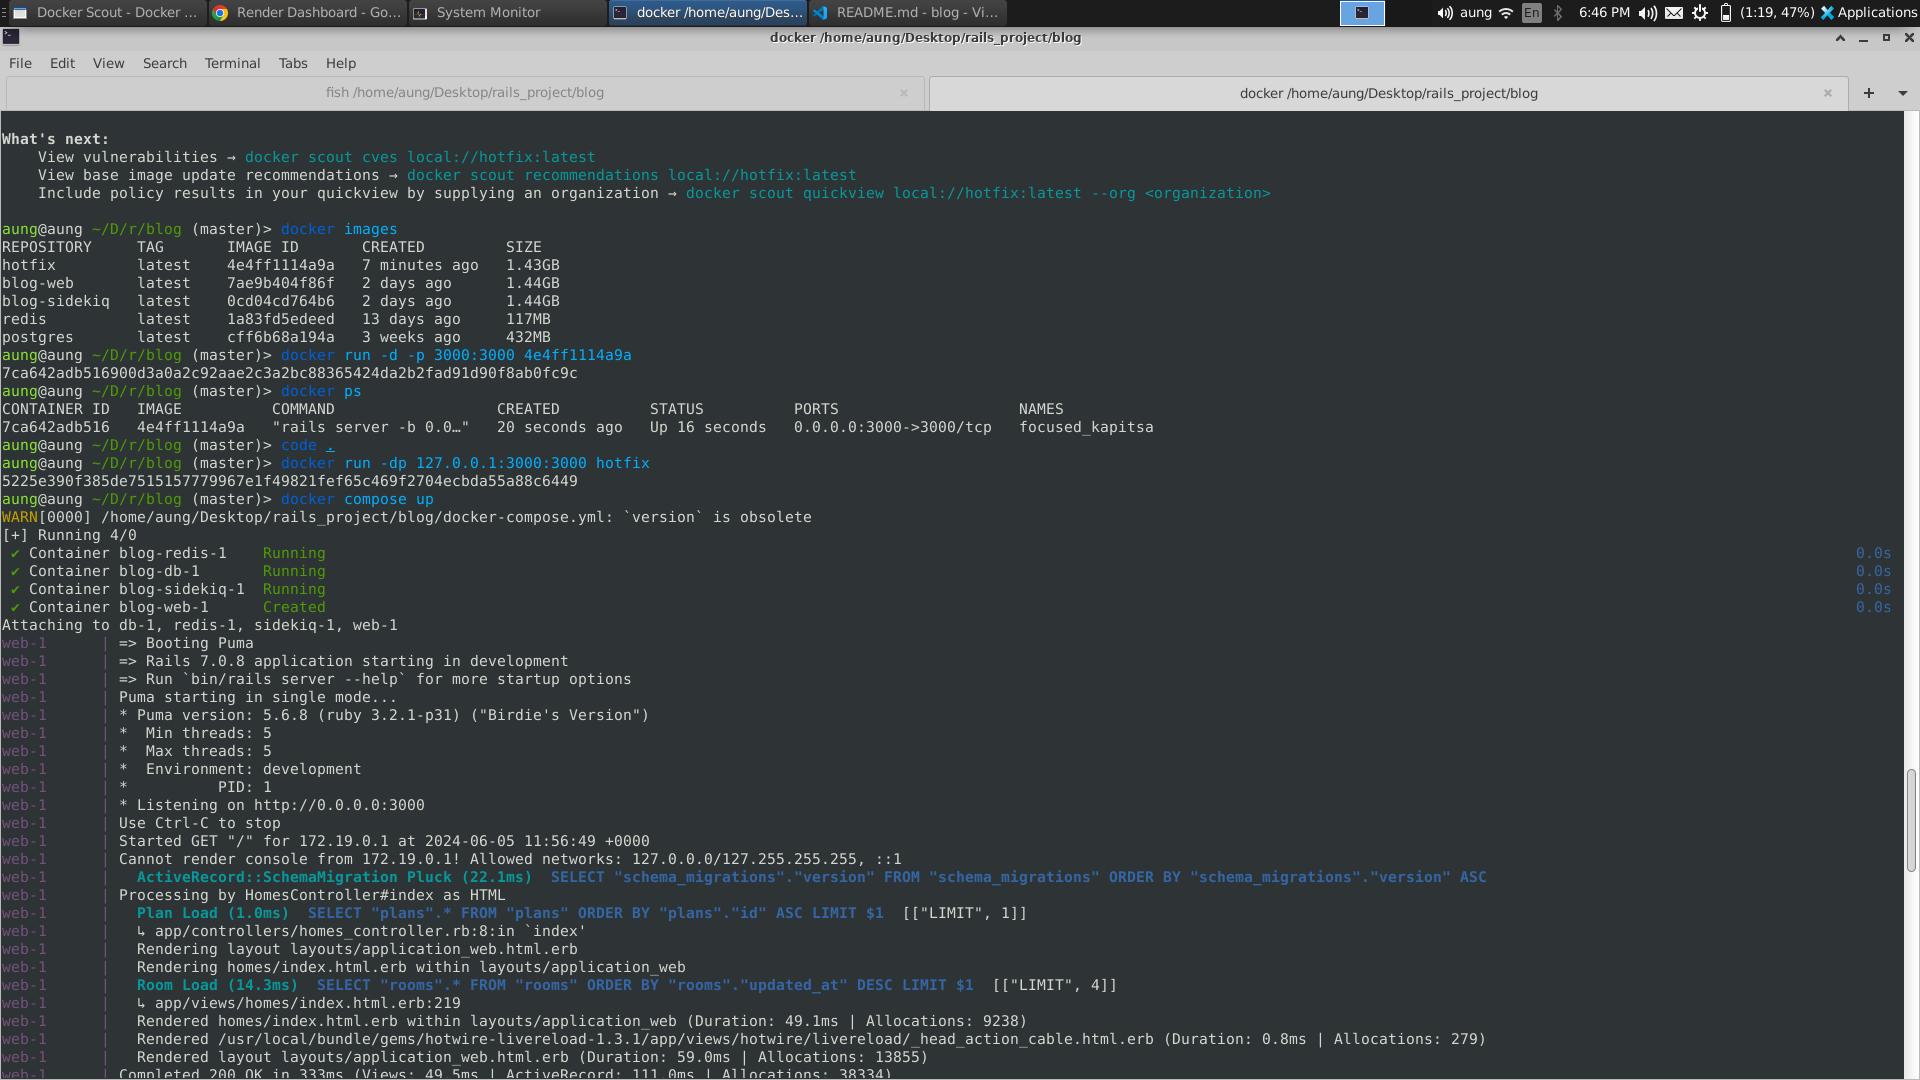 Docker Scout - Docker ...
Render Dashboard - Go...
System Monitor
docker /home/aung/Des...
README.md - blog - Vi...
aung
En
6:46 PM
(1:19, 47%)
Applications
docker /home/aung/Desktop/rails_project/blog
File Edit View Search Terminal Tabs Help
fish /home/aung/Desktop/rails_project/blog
docker /home/aung/Desktop/rails_project/blog
What's next:
    View vulnerabilities → docker scout cves local://hotfix:latest
    View base image update recommendations → docker scout recommendations local://hotfix:latest
    Include policy results in your quickview by supplying an organization → docker scout quickview local://hotfix:latest --org <organization>
aung@aung ~/D/r/blog (master)> docker images
REPOSITORY     TAG       IMAGE ID       CREATED         SIZE
hotfix         latest    4e4ff1114a9a   7 minutes ago   1.43GB
blog-web       latest    7ae9b404f86f   2 days ago      1.44GB
blog-sidekiq   latest    0cd04cd764b6   2 days ago      1.44GB
redis          latest    1a83fd5edeed   13 days ago     117MB
postgres       latest    cff6b68a194a   3 weeks ago     432MB
aung@aung ~/D/r/blog (master)> docker run -d -p 3000:3000 4e4ff1114a9a
7ca642adb516900d3a0a2c92aae2c3a2bc88365424da2b2fad91d90f8ab0fc9c
aung@aung ~/D/r/blog (master)> docker ps
CONTAINER ID   IMAGE          COMMAND                  CREATED          STATUS          PORTS                    NAMES
7ca642adb516   4e4ff1114a9a   "rails server -b 0.0…"   20 seconds ago   Up 16 seconds   0.0.0.0:3000->3000/tcp   focused_kapitsa
aung@aung ~/D/r/blog (master)> code .
aung@aung ~/D/r/blog (master)> docker run -dp 127.0.0.1:3000:3000 hotfix
5225e390f385de7515157779967e1f49821fef65c469f2704ecbda55a88c6449
aung@aung ~/D/r/blog (master)> docker compose up
WARN[0000] /home/aung/Desktop/rails_project/blog/docker-compose.yml: `version` is obsolete
[+] Running 4/0
 ✔ Container blog-redis-1    Running 0.0s
 ✔ Container blog-db-1       Running 0.0s
 ✔ Container blog-sidekiq-1  Running 0.0s
 ✔ Container blog-web-1      Created 0.0s
Attaching to db-1, redis-1, sidekiq-1, web-1
web-1      | => Booting Puma
web-1      | => Rails 7.0.8 application starting in development
web-1      | => Run `bin/rails server --help` for more startup options
web-1      | Puma starting in single mode...
web-1      | * Puma version: 5.6.8 (ruby 3.2.1-p31) ("Birdie's Version")
web-1      | *  Min threads: 5
web-1      | *  Max threads: 5
web-1      | *  Environment: development
web-1      | *          PID: 1
web-1      | * Listening on http://0.0.0.0:3000
web-1      | Use Ctrl-C to stop
web-1      | Started GET "/" for 172.19.0.1 at 2024-06-05 11:56:49 +0000
web-1      | Cannot render console from 172.19.0.1! Allowed networks: 127.0.0.0/127.255.255.255, ::1
web-1      |   ActiveRecord::SchemaMigration Pluck (22.1ms)  SELECT "schema_migrations"."version" FROM "schema_migrations" ORDER BY "schema_migrations"."version" ASC
web-1      | Processing by HomesController#index as HTML
web-1      |   Plan Load (1.0ms)  SELECT "plans".* FROM "plans" ORDER BY "plans"."id" ASC LIMIT $1  [["LIMIT", 1]]
web-1      |   ↳ app/controllers/homes_controller.rb:8:in `index'
web-1      |   Rendering layout layouts/application_web.html.erb
web-1      |   Rendering homes/index.html.erb within layouts/application_web
web-1      |   Room Load (14.3ms)  SELECT "rooms".* FROM "rooms" ORDER BY "rooms"."updated_at" DESC LIMIT $1  [["LIMIT", 4]]
web-1      |   ↳ app/views/homes/index.html.erb:219
web-1      |   Rendered homes/index.html.erb within layouts/application_web (Duration: 49.1ms | Allocations: 9238)
web-1      |   Rendered /usr/local/bundle/gems/hotwire-livereload-1.3.1/app/views/hotwire/livereload/_head_action_cable.html.erb (Duration: 0.8ms | Allocations: 279)
web-1      |   Rendered layout layouts/application_web.html.erb (Duration: 59.0ms | Allocations: 13855)
web-1      | Completed 200 OK in 333ms (Views: 49.5ms | ActiveRecord: 111.0ms | Allocations: 38334)